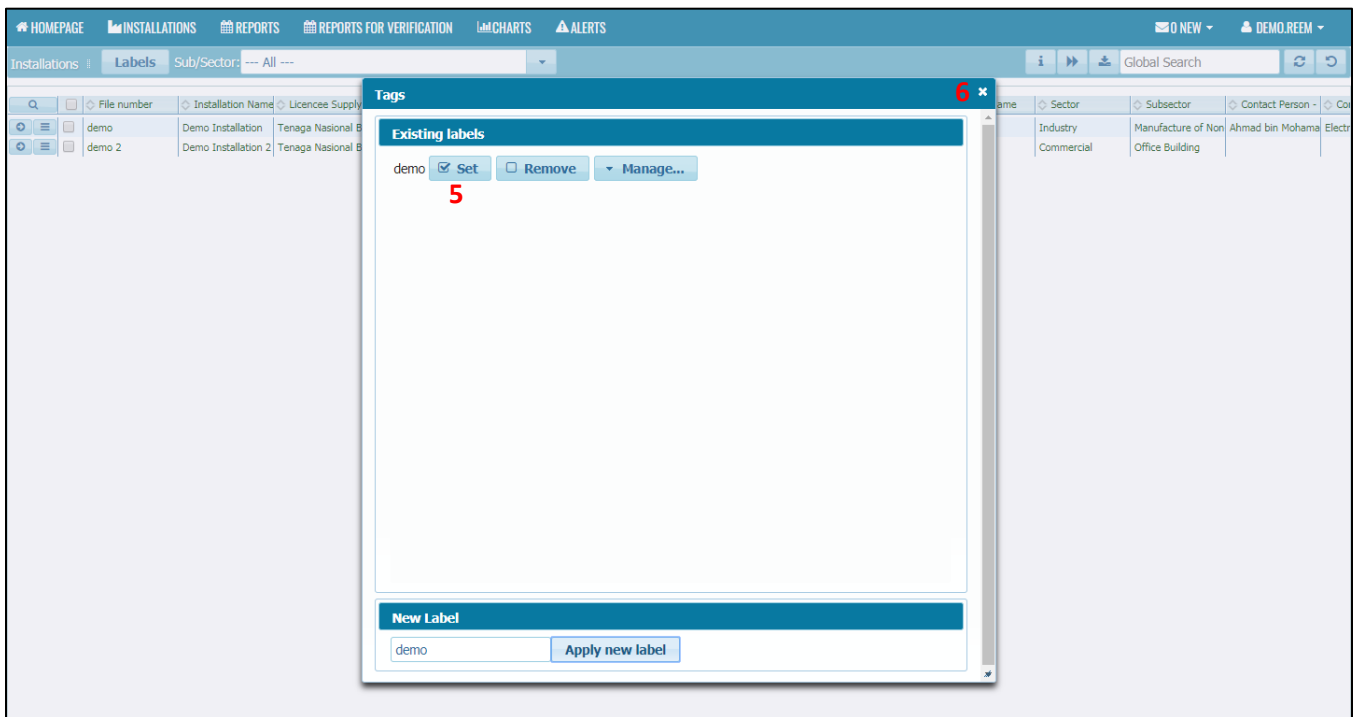 HOMEPAGE INSTALLATIONS REPORTS REPORTS FOR VERIFICATION CHARTS ALERTS 0 NEW DEMO.REEM
Installations Labels Sub/Sector: --- All --- Global Search
Tags 6
File number Installation Name Licencee Supply ame Sector Subsector Contact Person - Co
demo Demo Installation Tenaga Nasional B Industry Manufacture of Non Ahmad bin Mohama Electr
demo 2 Demo Installation 2 Tenaga Nasional B Commercial Office Building
Existing labels
demo Set Remove Manage...
5
New Label
demo Apply new label